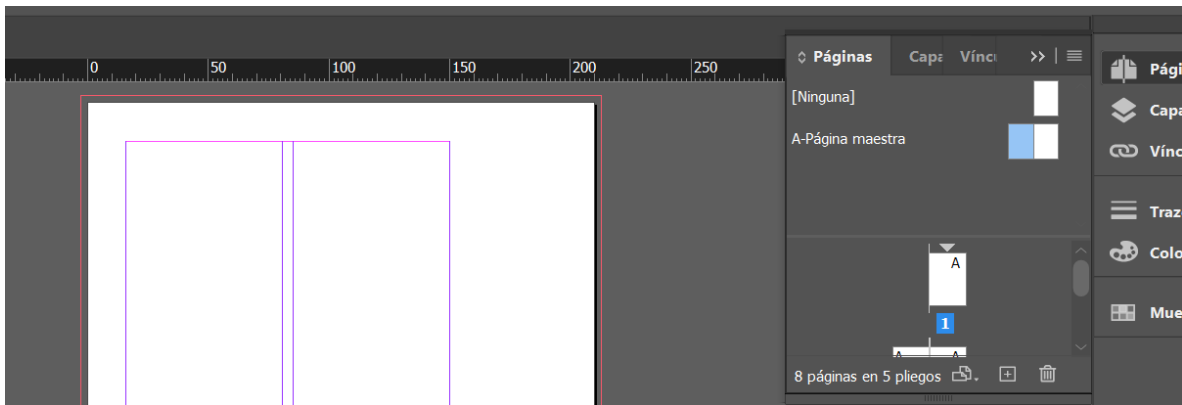 0 50 100 150 200 250
Páginas Capa Víncu
[Ninguna]
A-Página maestra
A
1
A A
8 páginas en 5 pliegos
Pági
Capa
Vínc
Traz
Colo
Mue